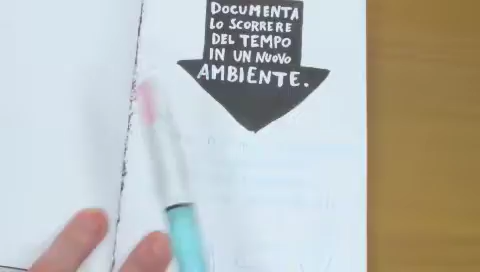 DOCUMENTA
LO SCORRERE
DEL TEMPO
IN UN NUOVO
AMBIENTE.